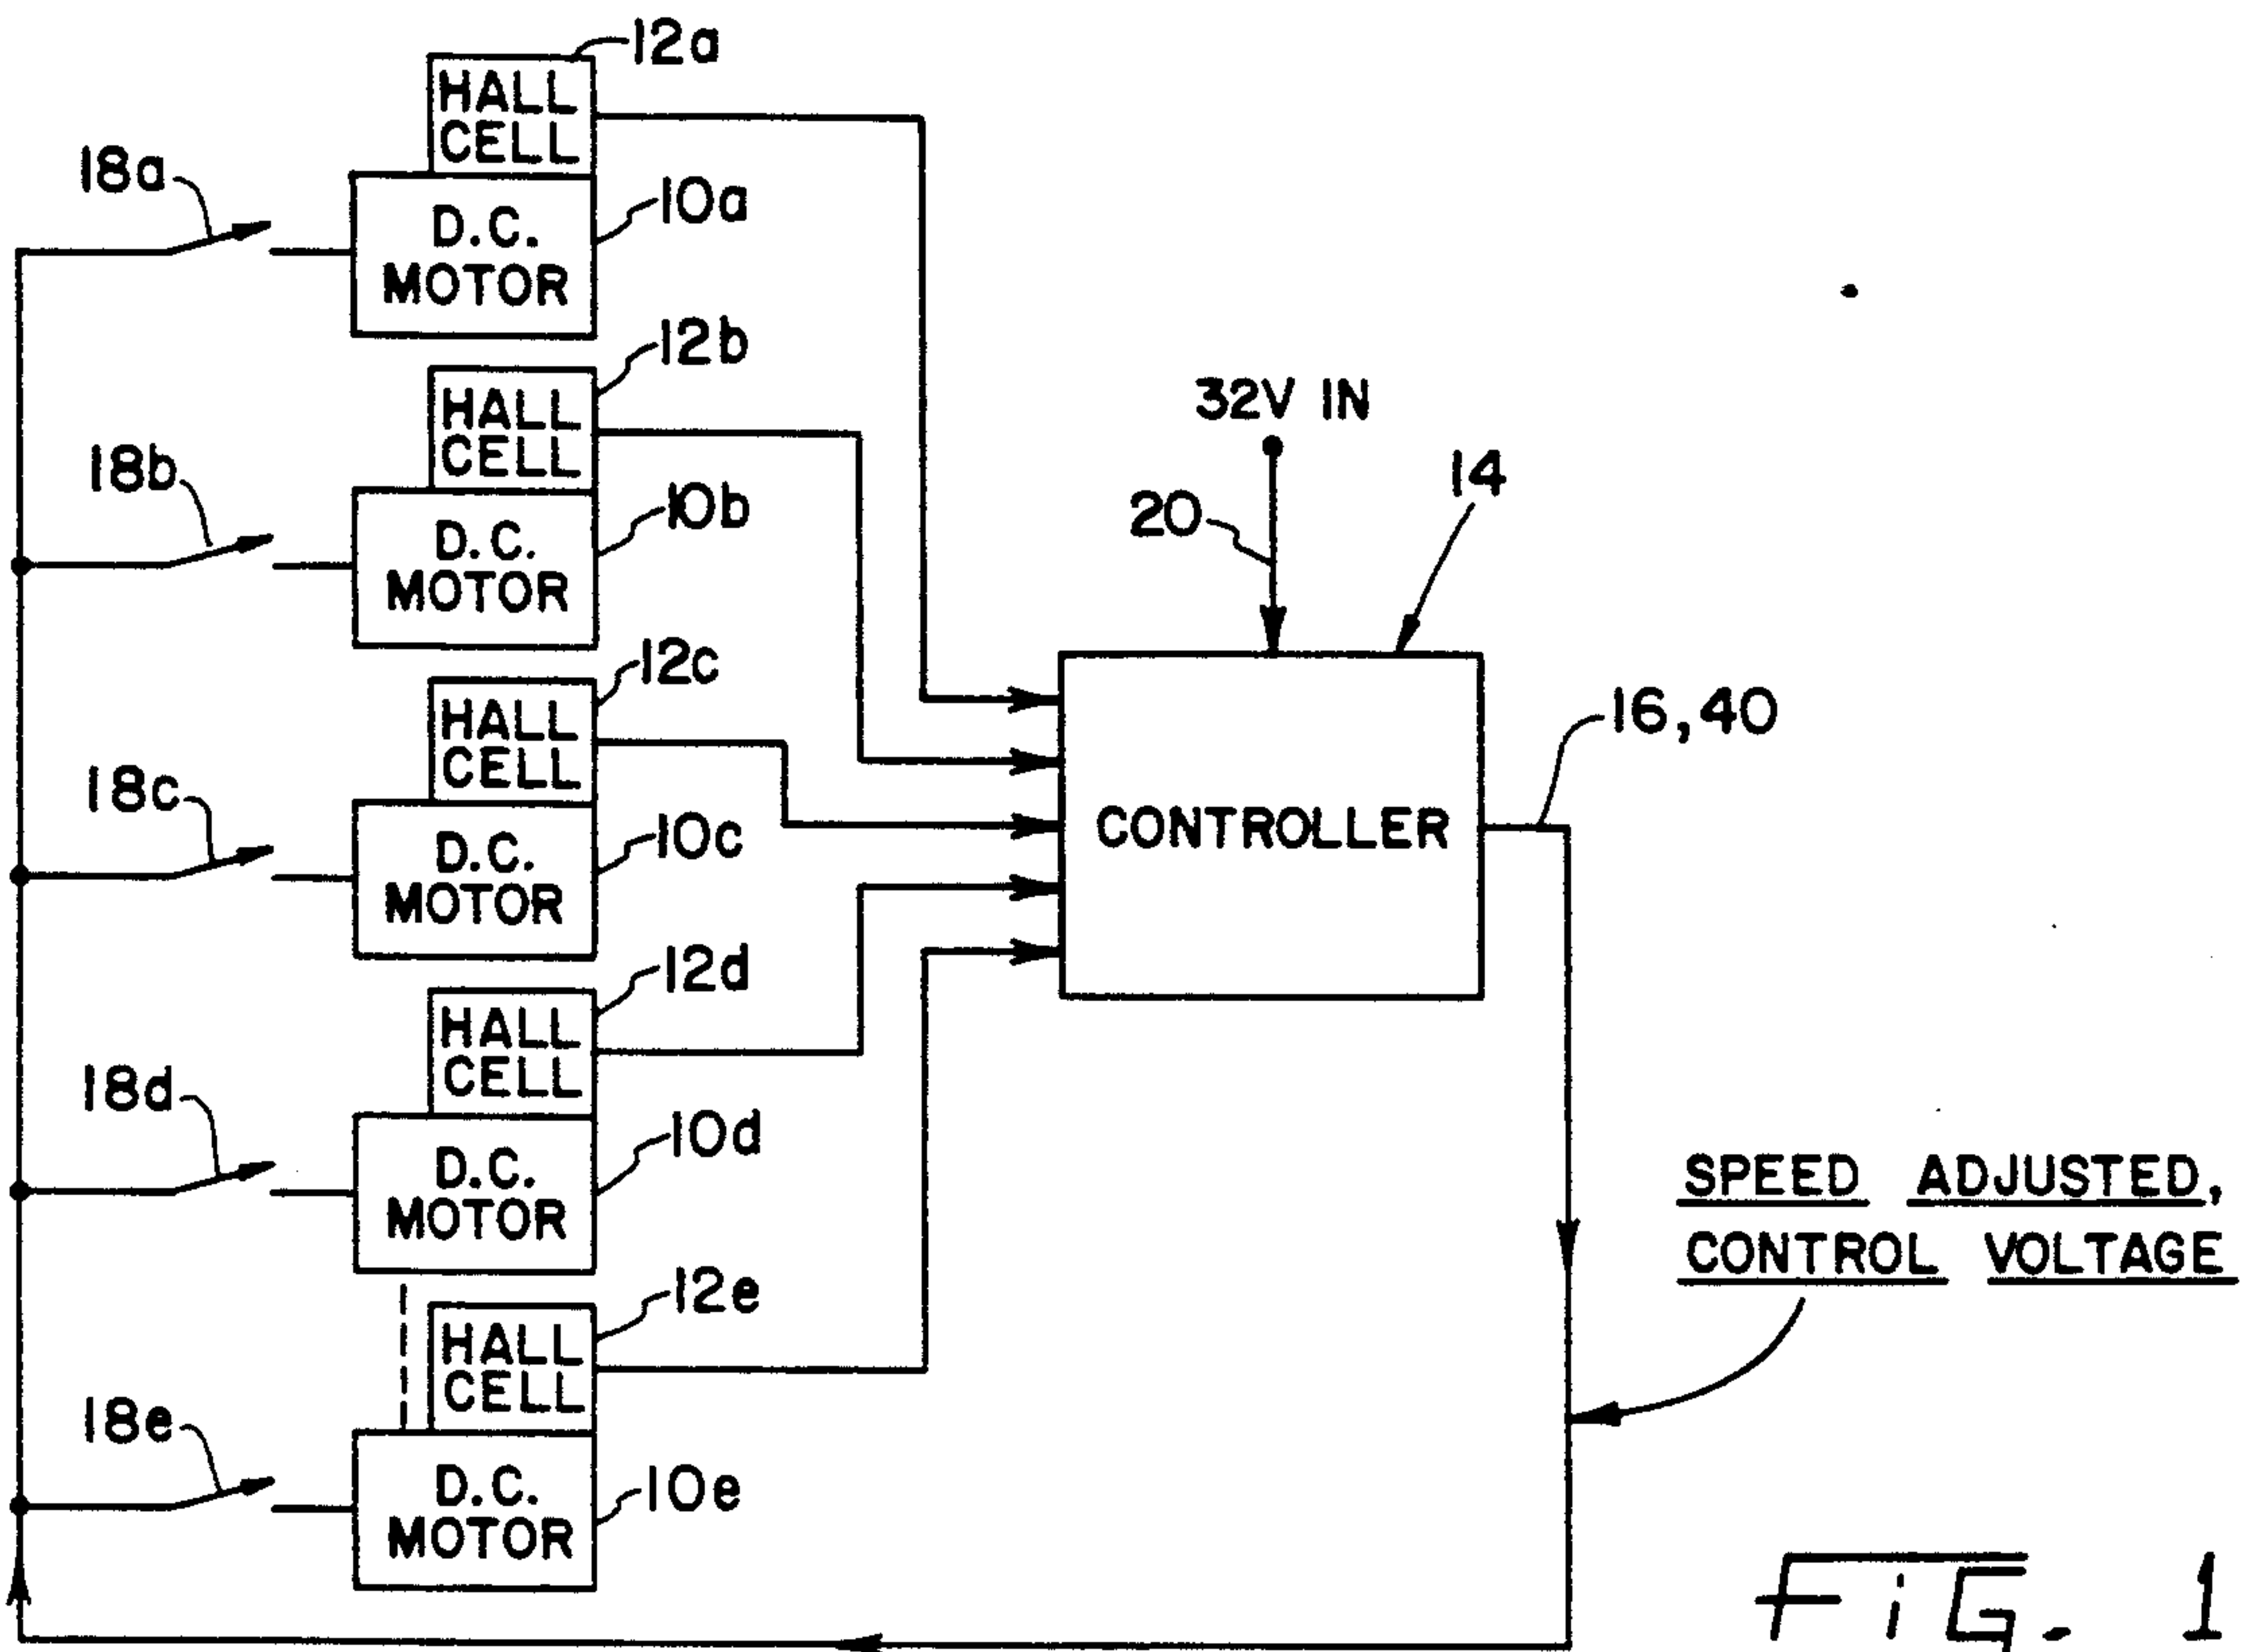 12a
HALL
CELL
18a
10a
D.C.
MOTOR
12b
HALL
CELL
32V IN
18b
10b
14
20
D.C.
MOTOR
12c
HALL
CELL
16,40
18c
10c
CONTROLLER
D.C.
MOTOR
12d
HALL
CELL
18d
10d
D.C.
MOTOR
SPEED ADJUSTED,
CONTROL VOLTAGE
12e
HALL
CELL
18e
10e
D.C.
MOTOR
FiG. 1